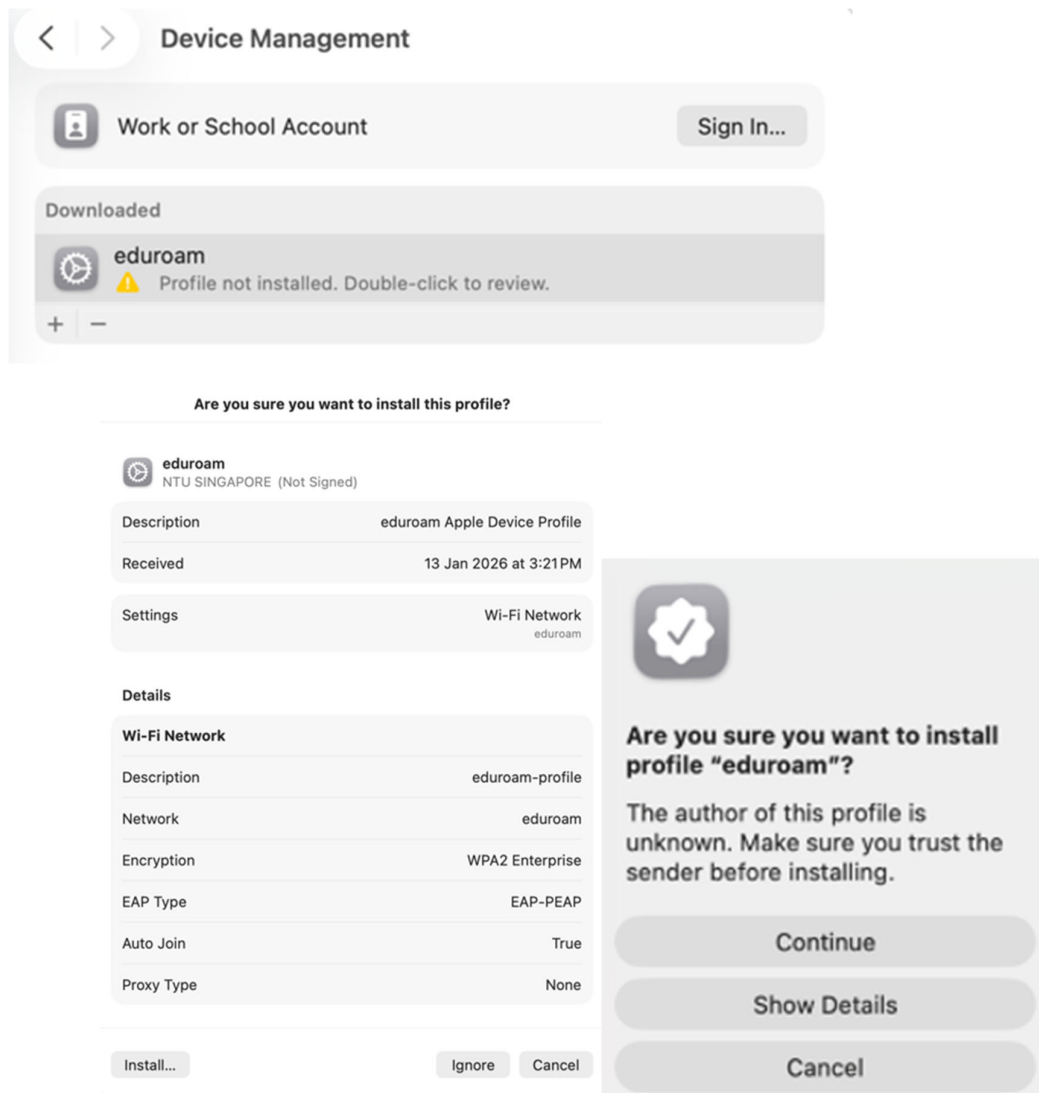 Device Management
Work or School Account
Sign In...
Downloaded
eduroam
Profile not installed. Double-click to review.
+ −
Are you sure you want to install this profile?
eduroam
NTU SINGAPORE (Not Signed)
Description eduroam Apple Device Profile
Received 13 Jan 2026 at 3:21 PM
Settings Wi-Fi Network
eduroam
Details
Wi-Fi Network
Description eduroam-profile
Network eduroam
Encryption WPA2 Enterprise
EAP Type EAP-PEAP
Auto Join True
Proxy Type None
Install... Ignore Cancel
Are you sure you want to install
profile “eduroam”?
The author of this profile is
unknown. Make sure you trust the
sender before installing.
Continue
Show Details
Cancel